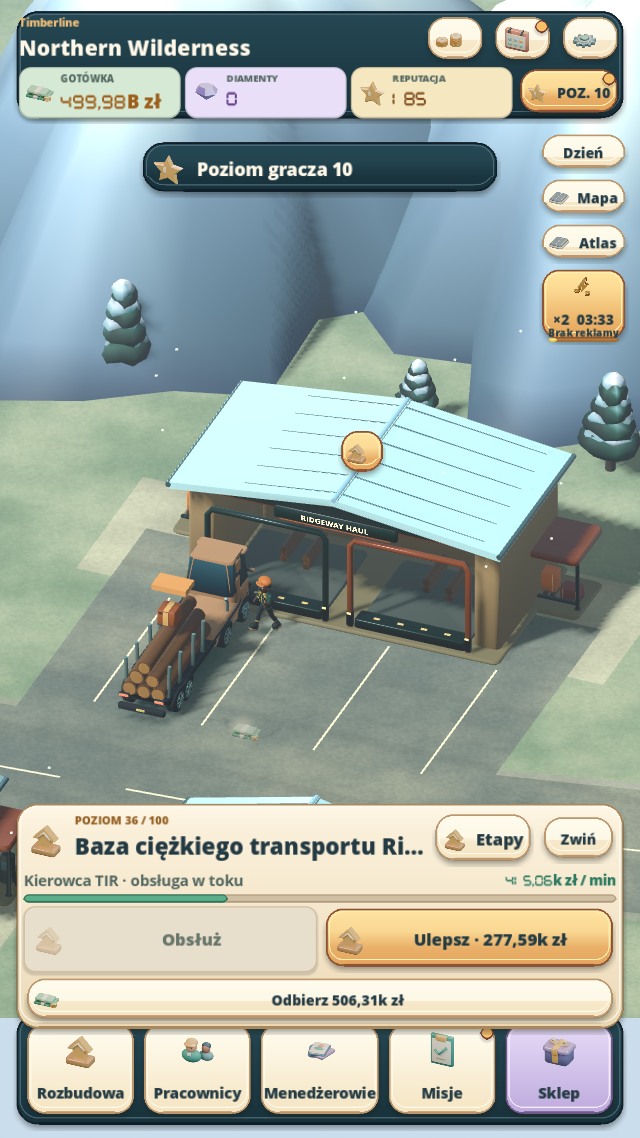 Timberline
Northern Wilderness
GOTÓWKA
499,98B zł
DIAMENTY
0
REPUTACJA
185
POZ. 10
Poziom gracza 10
Dzień
Mapa
Atlas
×2 03:33
Brak reklamy
RIDGEWAY HAUL
POZIOM 36 / 100
Baza ciężkiego transportu Ri...
Etapy
Zwiń
Kierowca TIR · obsługa w toku
5,06k zł / min
Obsłuż
Ulepsz · 277,59k zł
Odbierz 506,31k zł
Rozbudowa
Pracownicy
Menedżerowie
Misje
Sklep